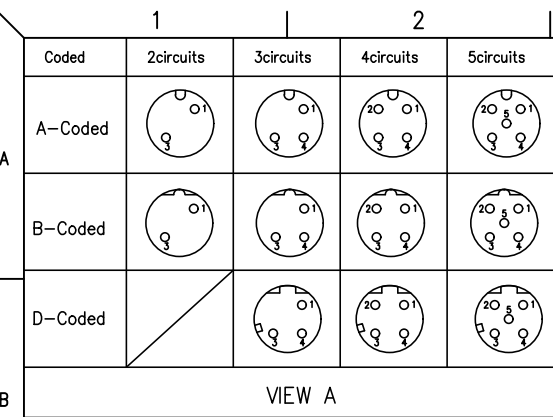 1 2
Coded 2circuits 3circuits 4circuits 5circuits
A
A-Coded
1 3
1 3 4
2 1 3 4
2 5 1 3 4
B-Coded
1 3
1 3 4
2 1 3 4
2 5 1 3 4
D-Coded
1 3 4
2 1 3 4
2 5 1 3 4
B
VIEW A